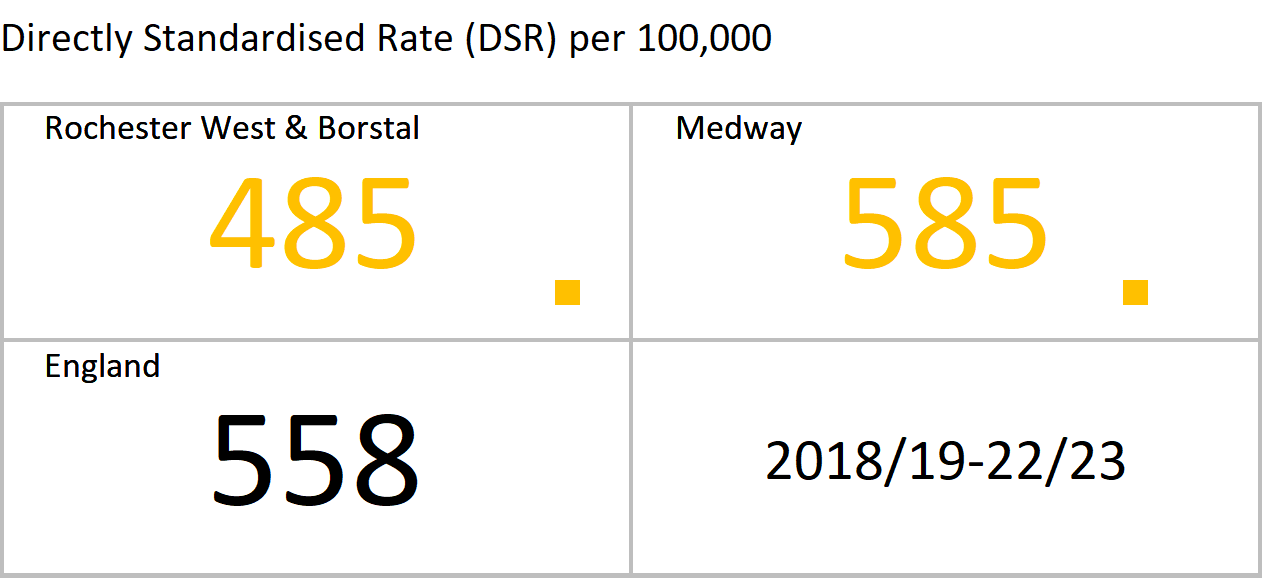 Directly Standardised Rate (DSR) per 100,000
Rochester West & Borstal
485
Medway
585
England
558
2018/19-22/23